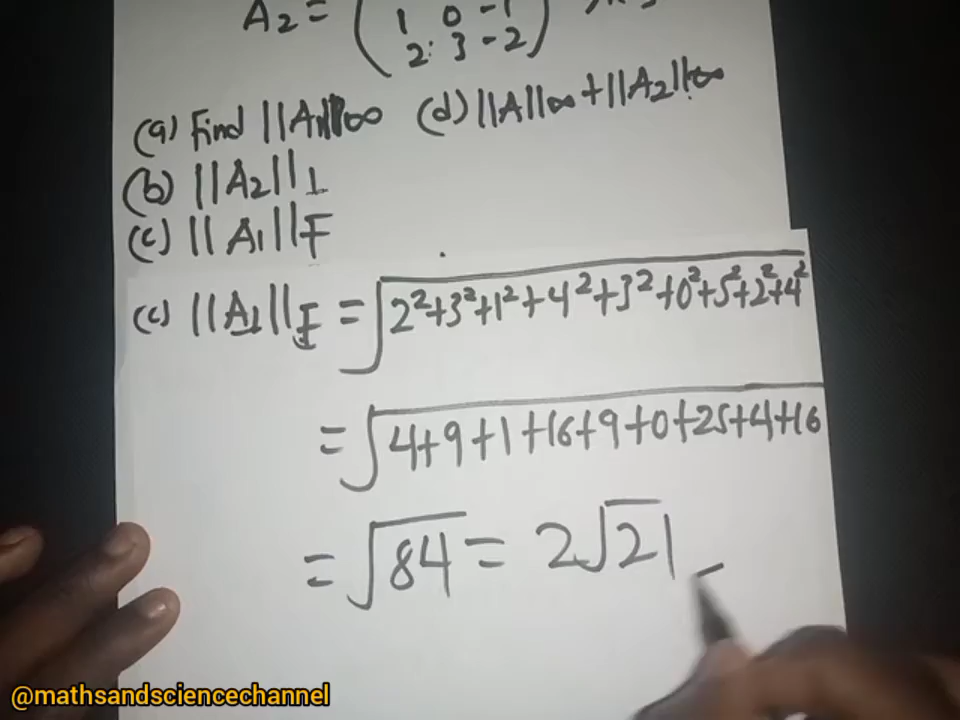 A₂ = ( 1 0 -1
2 3 -2 )
(a) Find ||A₁||∞ (d) ||A||∞ + ||A₂||∞
(b) ||A₂||₁
(c) ||A₁||F
(c) ||A₁||F = √2²+3²+1²+4²+3²+0²+5²+2²+4²
= √4+9+1+16+9+0+25+4+16
= √84 = 2√21
@mathsandsciencechannel